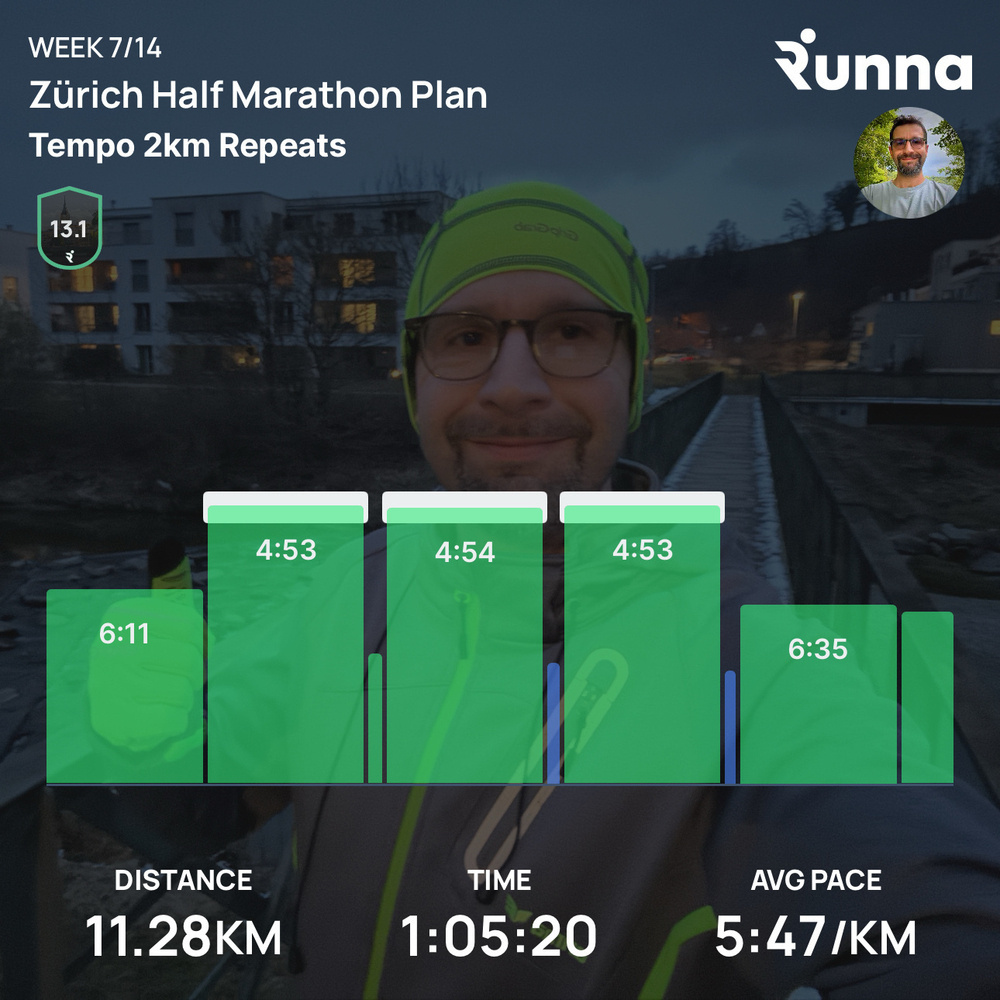 WEEK 7/14
Runna
Zürich Half Marathon Plan
Tempo 2km Repeats
13.1
GripGrab
4:53
4:54
4:53
6:11
6:35
DISTANCE
TIME
AVG PACE
11.28KM
1:05:20
5:47/KM